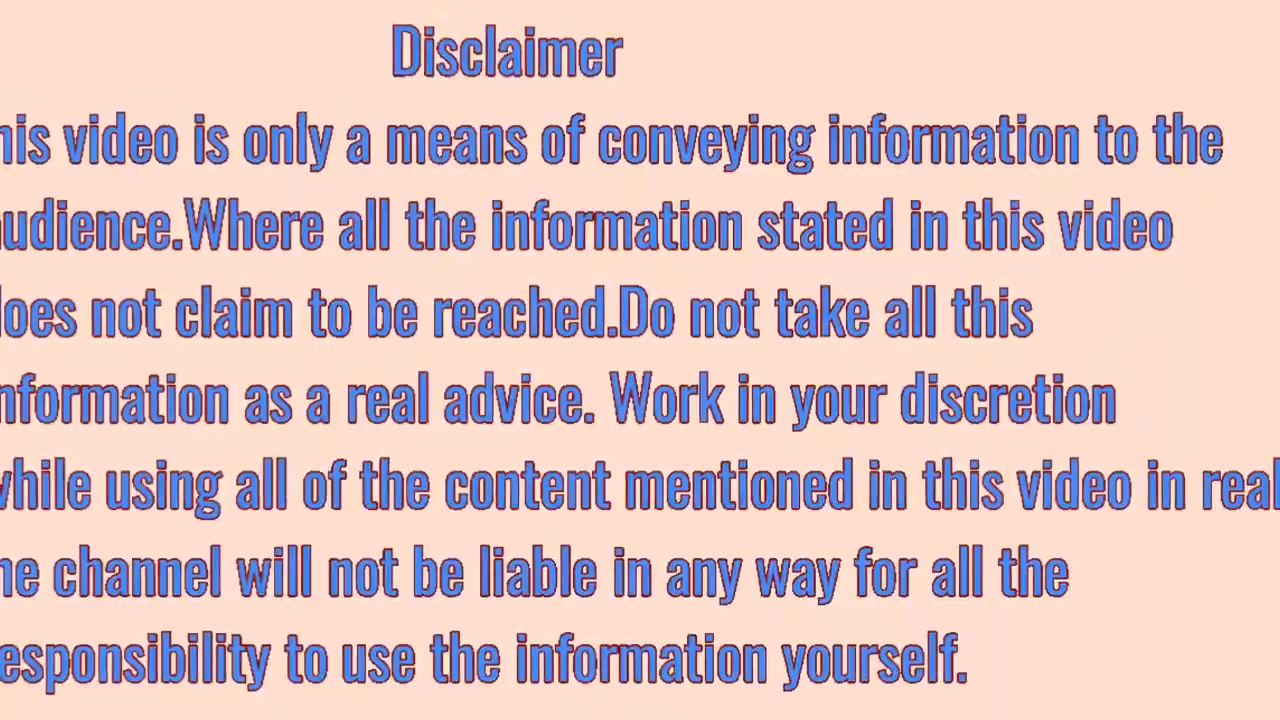 Disclaimer
his video is only a means of conveying information to the
udience.Where all the information stated in this video
oes not claim to be reached.Do not take all this
nformation as a real advice. Work in your discretion
while using all of the content mentioned in this video in real
he channel will not be liable in any way for all the
esponsibility to use the information yourself.